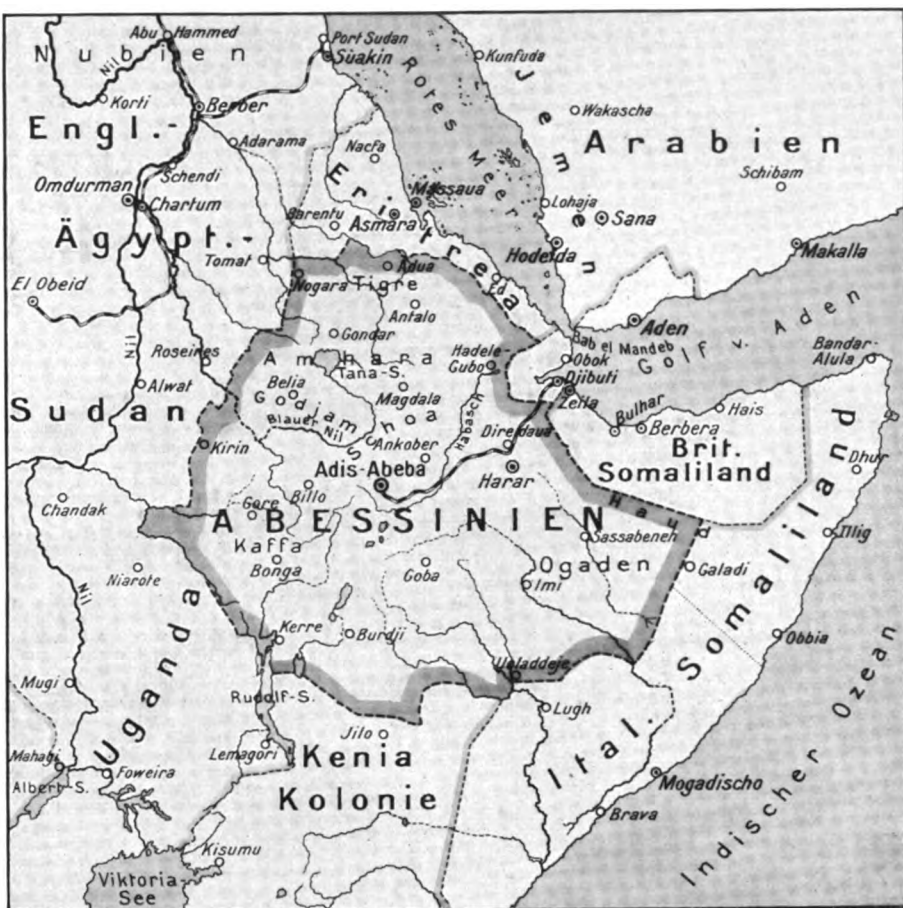 Abu Hammed
Port Sudan
Suakin
Kunfuda
Nubien
Nil
Korti
Berber
Rotes Meer
Jemen
Wakascha
Arabien
Engl.-
Adarama
Nacfa
Schibam
Schendi
Eritrea
Massaua
Lohaja
Sana
Omdurman
Chartum
Barentu
Asmara
Ägypt.-
Hodeida
Makalla
Tomat
Adua
Nogara
Tigre
Ed
El Obeid
Antalo
Aden
Golf v. Aden
Gondar
Bab el Mandeb
Nil
Roseires
Amhara
Hadele-
Gubo
Obok
Bandar-
Alula
Tana-S.
Djibuti
Alwat
Belia
Magdala
Zeila
Godjam
Schoa
Bulhar
Hais
Sudan
Blauer Nil
Habasch
Berbera
Kirin
Ankober
Diredaua
Brit.
Somaliland
Dhur
Adis-Abeba
Harar
Chandak
Billo
Gore
ABESSINIEN
Haud
Illig
Kaffa
Sassabeneh
Bonga
Goba
Ogaden
Galadi
Niarote
Imi
Nil
Kerre
Burdji
Obbia
Uganda
Mugi
Rudolf-S.
Ualaddeje
Lugh
Ital. Somaliland
Jilo
Mahagi
Lemagori
Kenia
Kolonie
Foweira
Albert-S.
Mogadischo
Brava
Indischer Ozean
Kisumu
Viktoria-
See